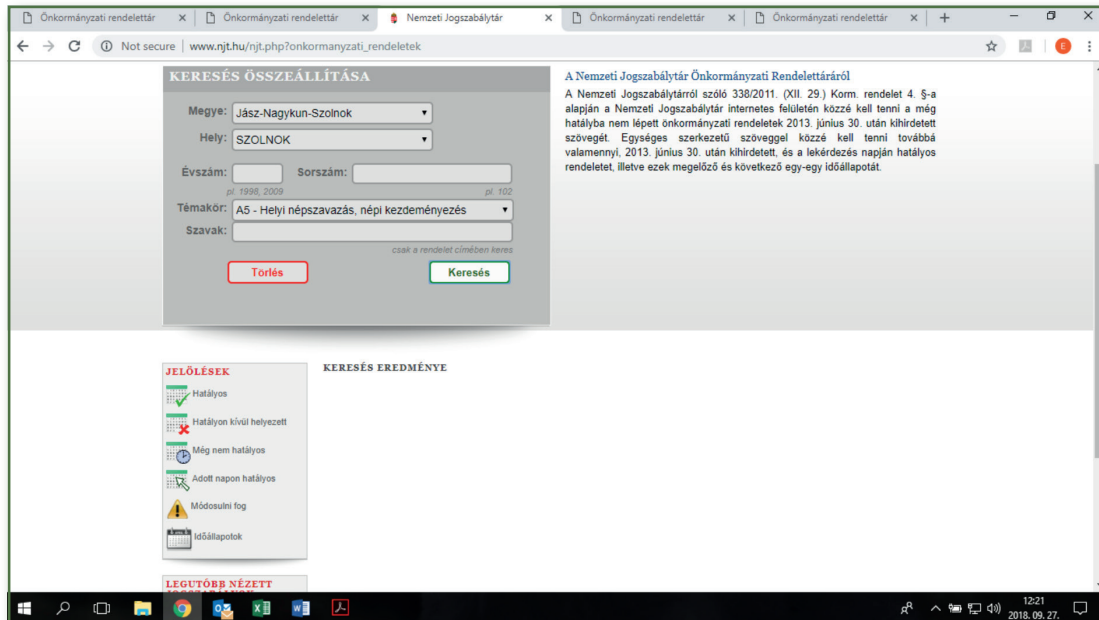 Önkormányzati rendelettár
Önkormányzati rendelettár
Nemzeti Jogszabálytár
Önkormányzati rendelettár
Önkormányzati rendelettár
Not secure | www.njt.hu/njt.php?onkormanyzati_rendeletek
E
KERESÉS ÖSSZEÁLLÍTÁSA
Megye: Jász-Nagykun-Szolnok
Hely: SZOLNOK
Évszám: Sorszám:
pl. 1998, 2009 pl. 102
Témakör: A5 - Helyi népszavazás, népi kezdeményezés
Szavak:
csak a rendelet címében keres
Törlés Keresés
A Nemzeti Jogszabálytár Önkormányzati Rendelettáráról
A Nemzeti Jogszabálytárról szóló 338/2011. (XII. 29.) Korm. rendelet 4. §-a
alapján a Nemzeti Jogszabálytár internetes felületén közzé kell tenni a még
hatályba nem lépett önkormányzati rendeletek 2013. június 30. után kihirdetett
szövegét. Egységes szerkezetű szöveggel közzé kell tenni továbbá
valamennyi, 2013. június 30. után kihirdetett, és a lekérdezés napján hatályos
rendeletet, illetve ezek megelőző és következő egy-egy időállapotát.
JELÖLÉSEK
Hatályos
Hatályon kívül helyezett
Még nem hatályos
Adott napon hatályos
Módosulni fog
Időállapotok
KERESÉS EREDMÉNYE
LEGUTÓBB NÉZETT
JOGSZABÁLYOK
12:21
2018. 09. 27.